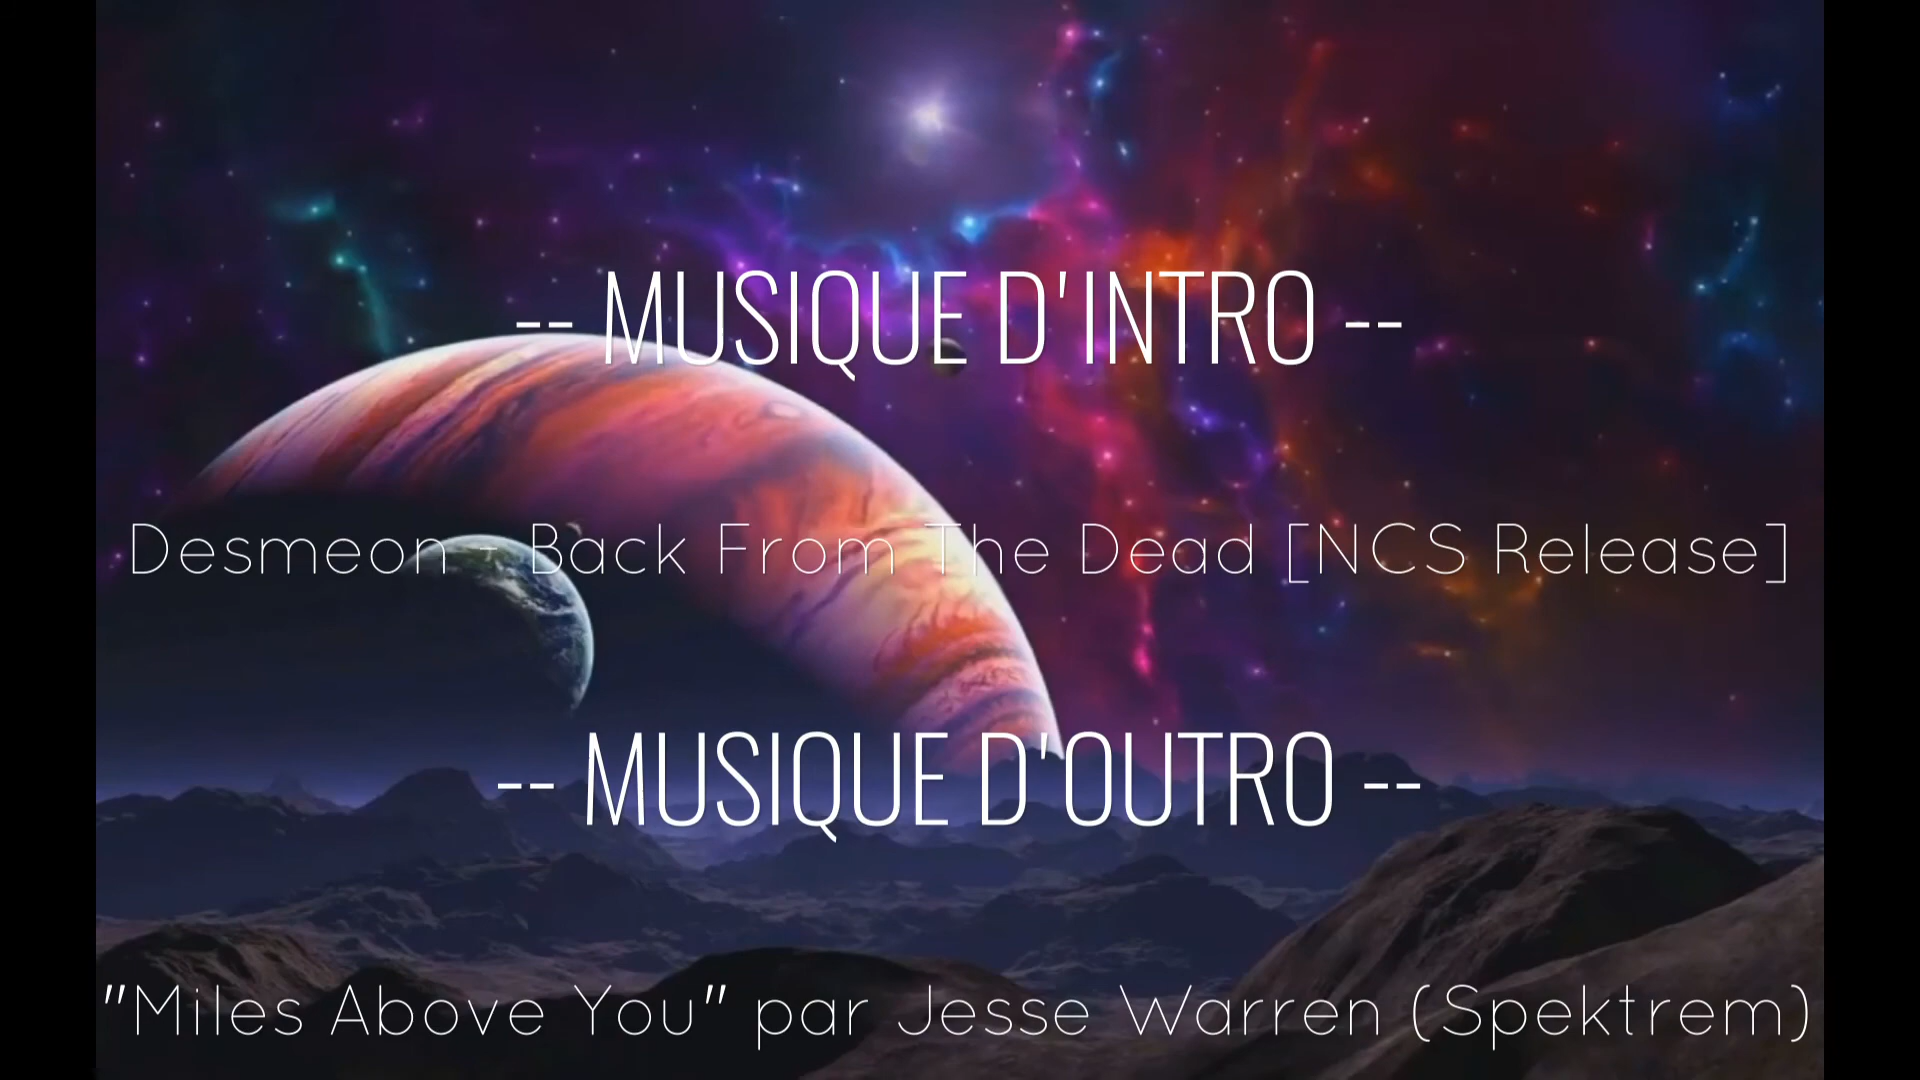 -- MUSIQUE D'INTRO --
Desmeon - Back From The Dead [NCS Release]
-- MUSIQUE D'OUTRO --
"Miles Above You" par Jesse Warren (Spektrem)